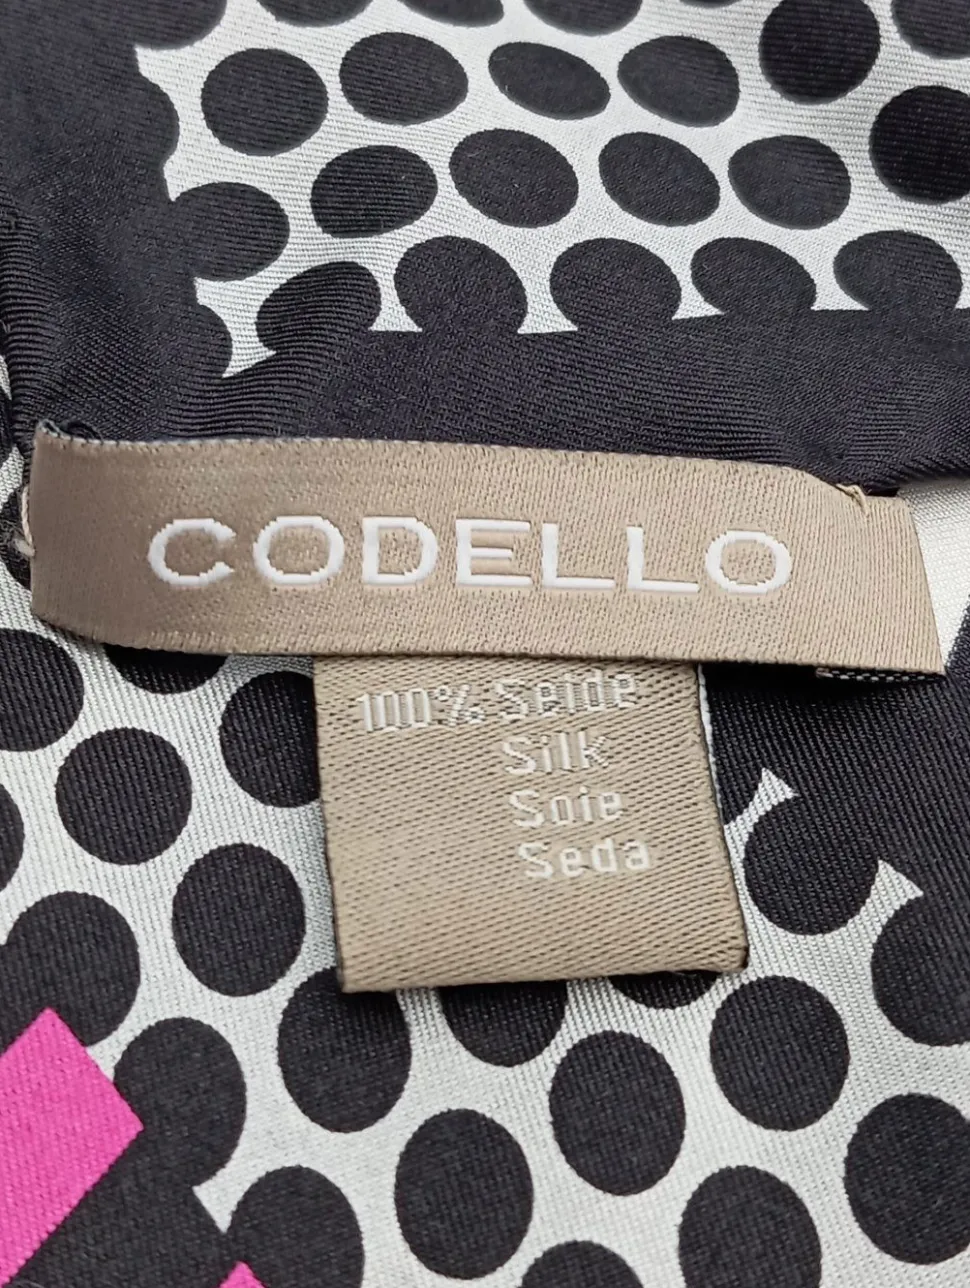 CODELLO
100% Seide
Silk
Soie
Seda